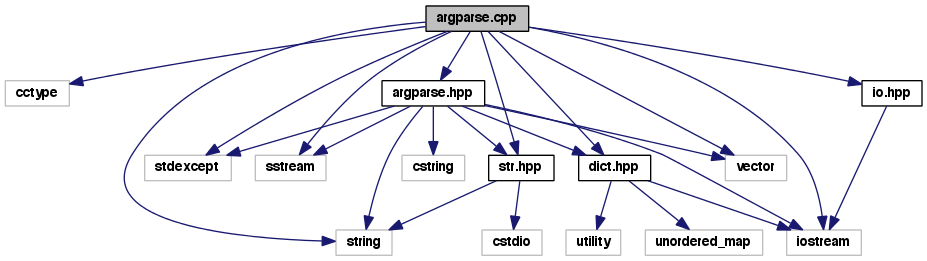 argparse.cpp
cctype
argparse.hpp
io.hpp
stdexcept
sstream
cstring
str.hpp
dict.hpp
vector
string
cstdio
utility
unordered_map
iostream